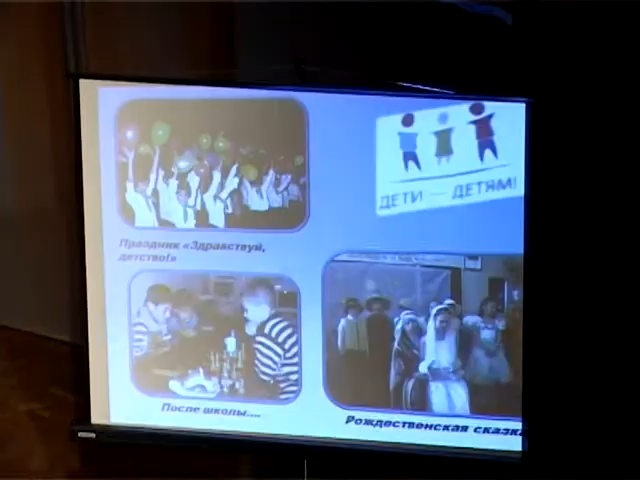 ДЕТИ — ДЕТЯМ!
Праздник «Здравствуй,
детство!»
После школы....
Рождественская сказка